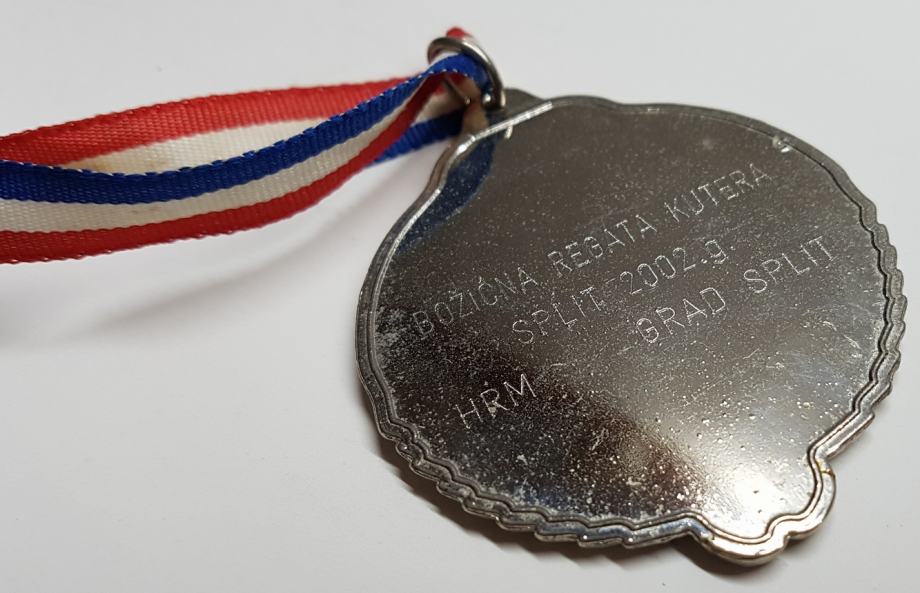 BOŽIĆNA REGATA KUTERA
SPLIT 2002.g.
HRM GRAD SPLIT